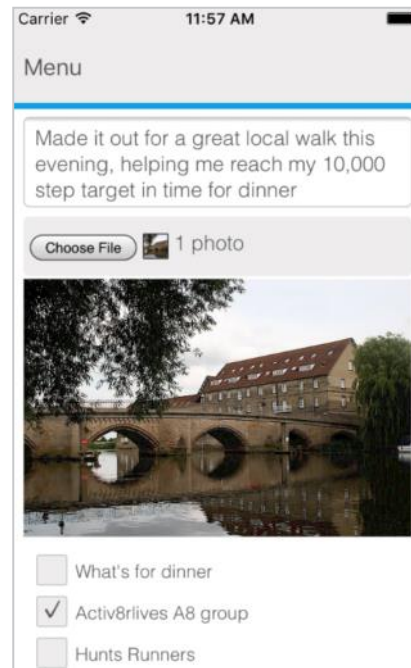 Carrier 11:57 AM
Menu
Made it out for a great local walk this
evening, helping me reach my 10,000
step target in time for dinner
Choose File 1 photo
What's for dinner
Activ8rlives A8 group
Hunts Runners